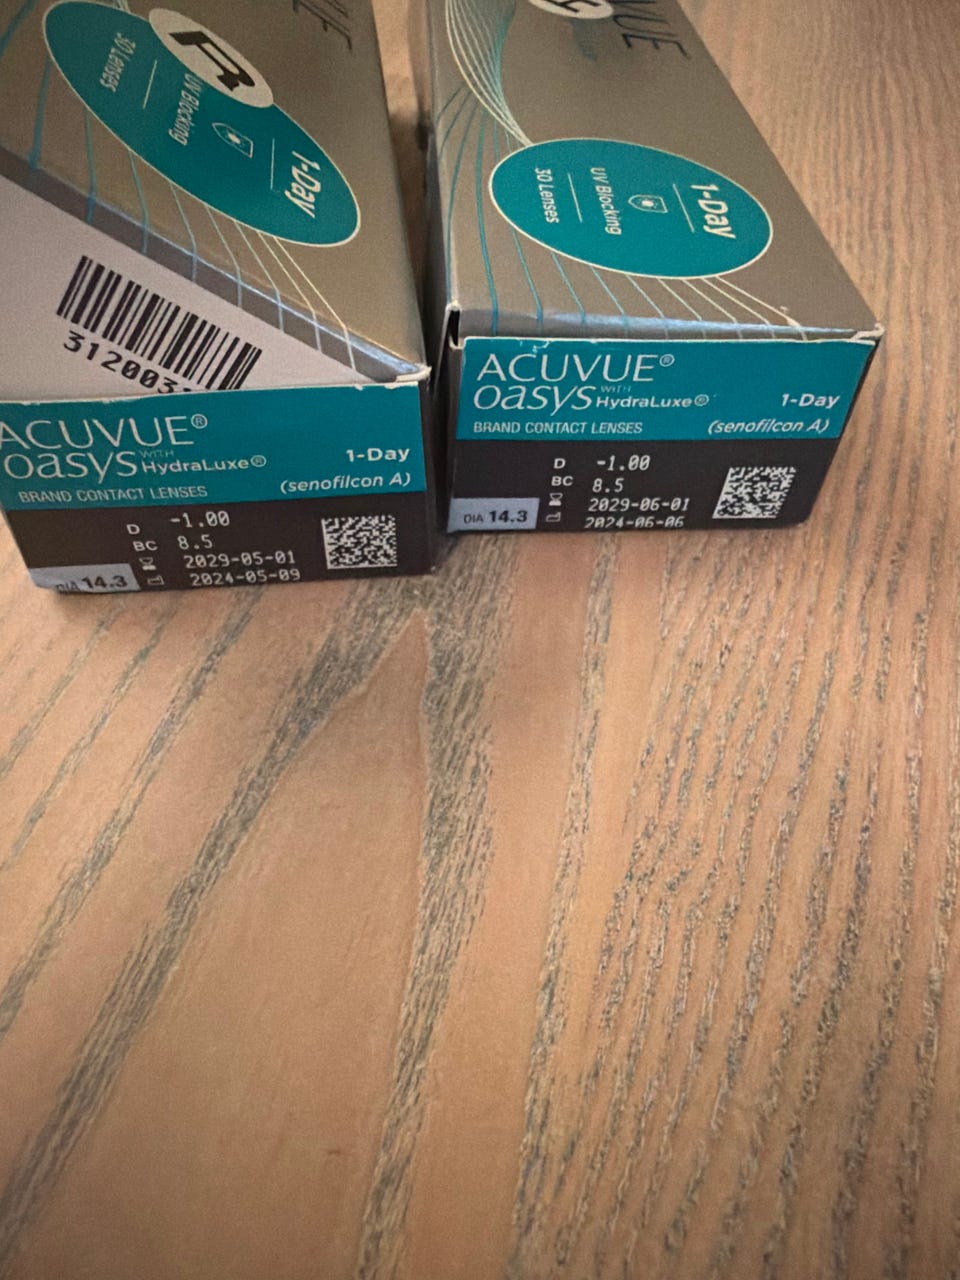 UE
R
30 Lenses
UV Blocking
1-Day
3120031
ACUVUE®
oasys WITH HydraLuxe®
1-Day
BRAND CONTACT LENSES
(senofilcon A)
D -1.00
BC 8.5
2029-05-01
DIA 14.3
2024-05-09
VUE
30 Lenses
UV Blocking
1-Day
ACUVUE®
oasys WITH HydraLuxe®
1-Day
BRAND CONTACT LENSES
(senofilcon A)
D -1.00
BC 8.5
2029-06-01
DIA 14.3
2024-06-06